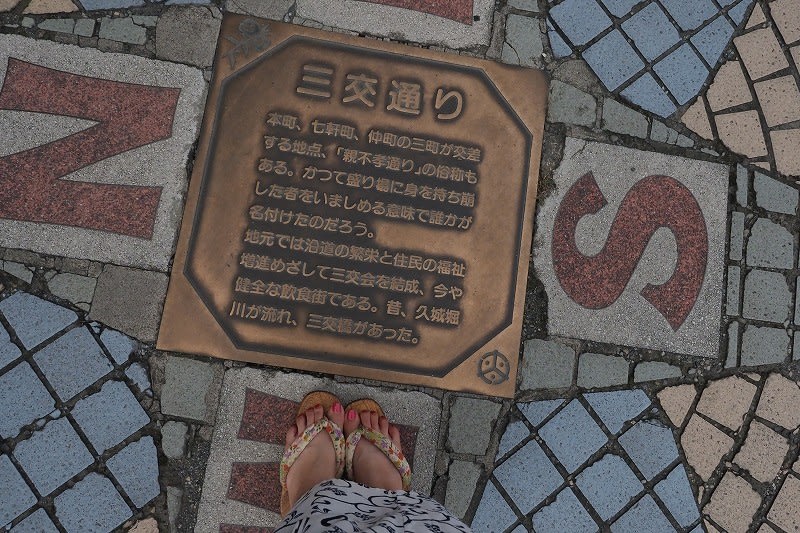 三交通り
本町、七軒町、仲町の三町が交差
する地点、「親不孝通り」の俗称も
ある。かつて盛り場に身を持ち崩
した者をいましめる意味で誰かが
名付けたのだろう。
地元では沿道の繁栄と住民の福祉
増進めざして三交会を結成、今や
健全な飲食街である。昔、久城堀
川が流れ、三交橋があった。
N
S
W